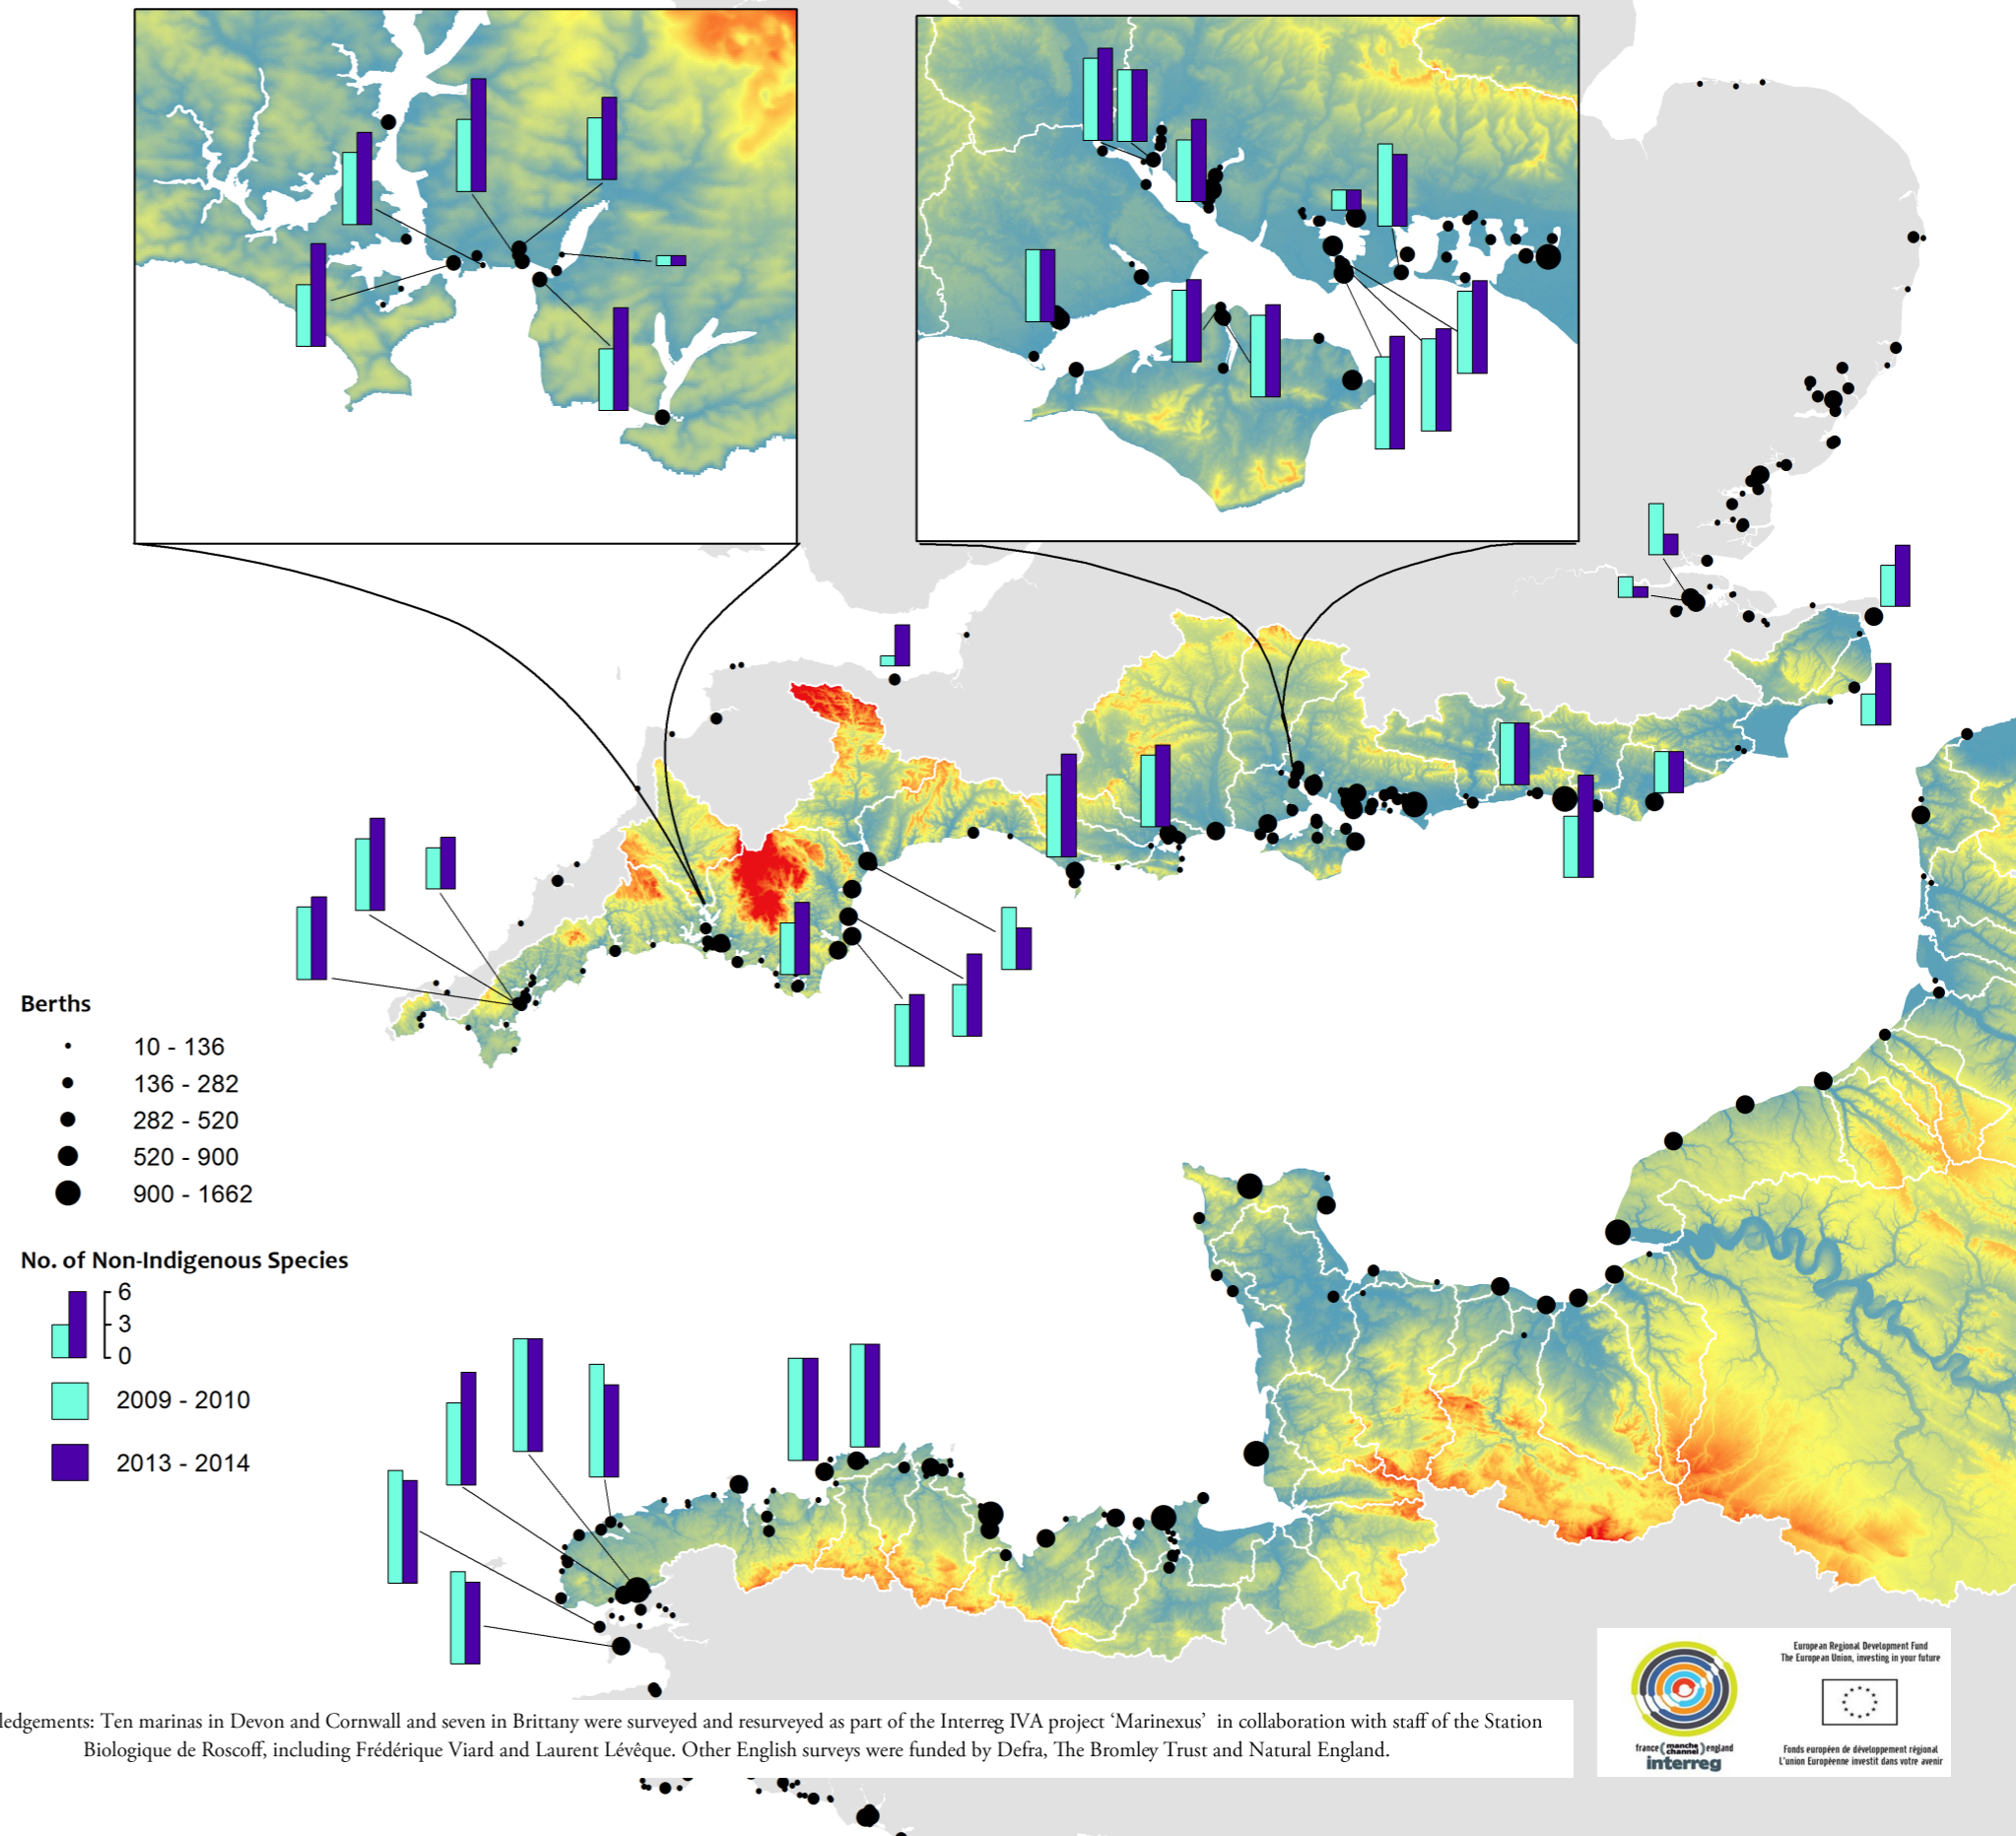 Berths
10 - 136
136 - 282
282 - 520
520 - 900
900 - 1662
No. of Non-Indigenous Species
6
3
0
2009 - 2010
2013 - 2014
ledgements: Ten marinas in Devon and Cornwall and seven in Brittany were surveyed and resurveyed as part of the Interreg IVA project ‘Marinexus’ in collaboration with staff of the Station
Biologique de Roscoff, including Frédérique Viard and Laurent Lévêque. Other English surveys were funded by Defra, The Bromley Trust and Natural England.
france (manche channel) england
interreg
European Regional Development Fund
The European Union, investing in your future
Fonds européen de développement régional
L'union Européenne investit dans votre avenir